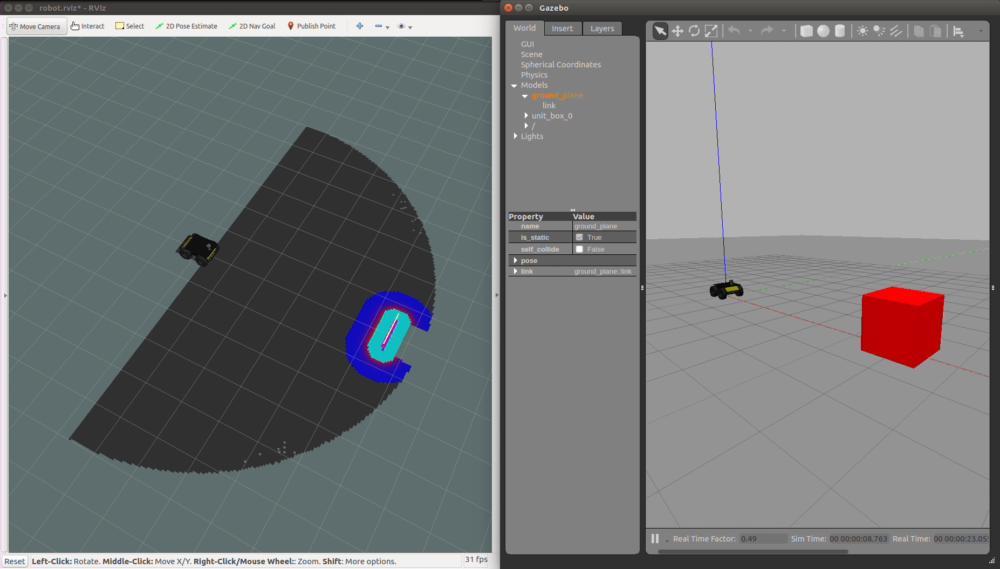 robot.rviz* - RViz
Move Camera Interact Select 2D Pose Estimate 2D Nav Goal Publish Point
Reset Left-Click: Rotate. Middle-Click: Move X/Y. Right-Click/Mouse Wheel:: Zoom. Shift: More options. 31 fps
Gazebo
World Insert Layers
GUI
Scene
Spherical Coordinates
Physics
Models
ground_plane
link
unit_box_0
/
Lights
Property Value
name ground_plane
is_static True
self_collide False
pose
link ground_plane::link
Real Time Factor: 0.49 Sim Time: 00 00:00:08.763 Real Time: 00 00:00:23.05